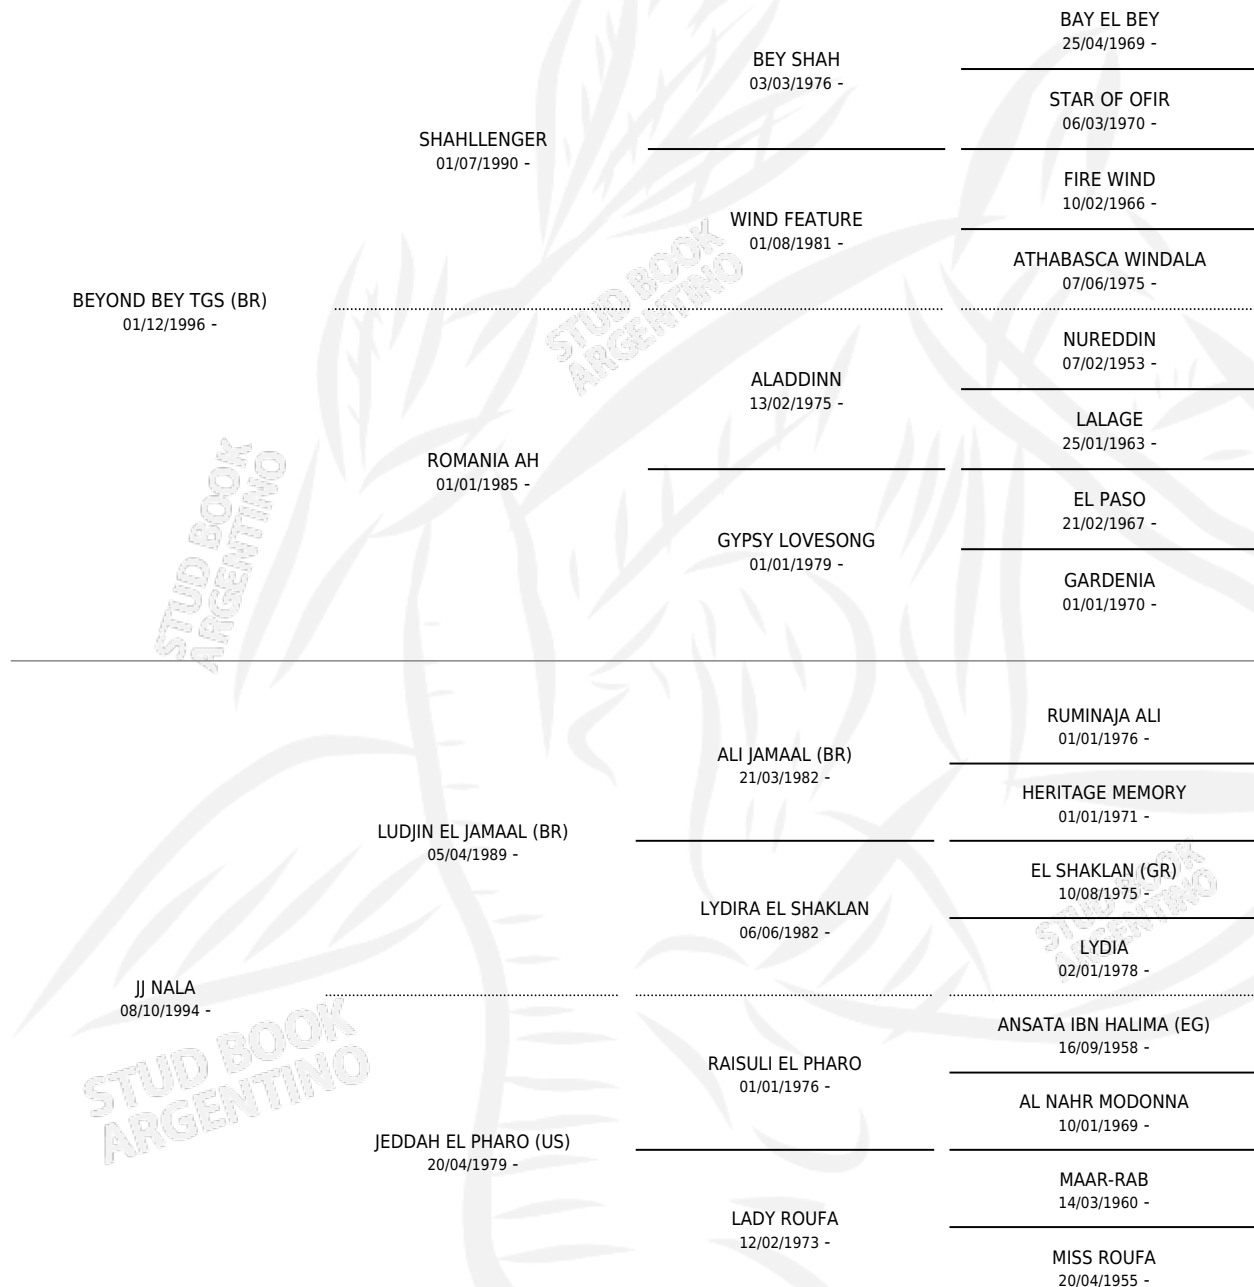 BAY EL BEY
25/04/1969 -
BEY SHAH
03/03/1976 -
STAR OF OFIR
06/03/1970 -
SHAHLLENGER
01/07/1990 -
FIRE WIND
10/02/1966 -
WIND FEATURE
01/08/1981 -
ATHABASCA WINDALA
07/06/1975 -
BEYOND BEY TGS (BR)
01/12/1996 -
NUREDDIN
07/02/1953 -
ALADDINN
13/02/1975 -
LALAGE
25/01/1963 -
ROMANIA AH
01/01/1985 -
EL PASO
21/02/1967 -
GYPSY LOVESONG
01/01/1979 -
GARDENIA
01/01/1970 -
RUMINAJA ALI
01/01/1976 -
ALI JAMAAL (BR)
21/03/1982 -
HERITAGE MEMORY
01/01/1971 -
LUDJIN EL JAMAAL (BR)
05/04/1989 -
EL SHAKLAN (GR)
10/08/1975 -
LYDIRA EL SHAKLAN
06/06/1982 -
LYDIA
02/01/1978 -
JJ NALA
08/10/1994 -
ANSATA IBN HALIMA (EG)
16/09/1958 -
RAISULI EL PHARO
01/01/1976 -
AL NAHR MODONNA
10/01/1969 -
JEDDAH EL PHARO (US)
20/04/1979 -
MAAR-RAB
14/03/1960 -
LADY ROUFA
12/02/1973 -
MISS ROUFA
20/04/1955 -
STUD BOOK
ARGENTINO
STUD BOOK
ARGENTINO
STUD BOOK
ARGENTINO
STUD BOOK
ARGENTINO